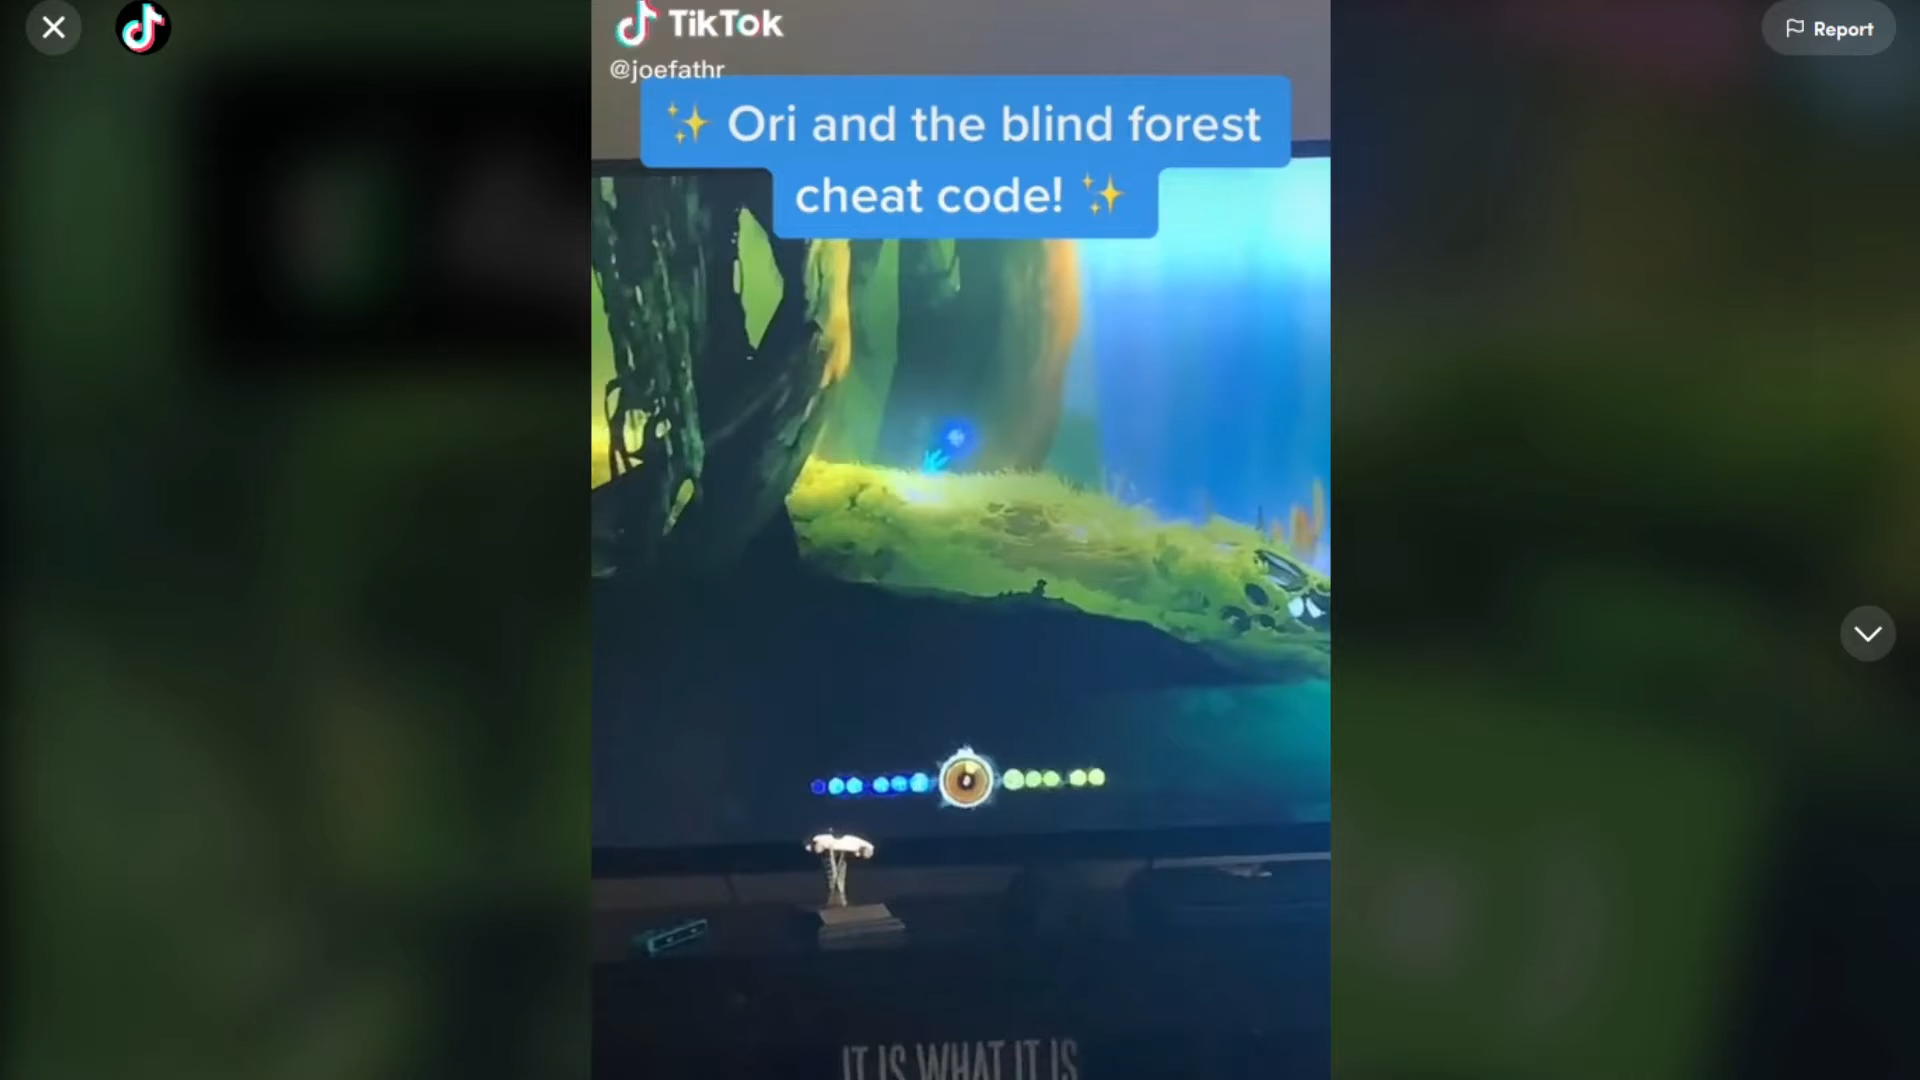 TikTok
Report
@joefathr
✨ Ori and the blind forest
cheat code! ✨
IT IS WHAT IT IS